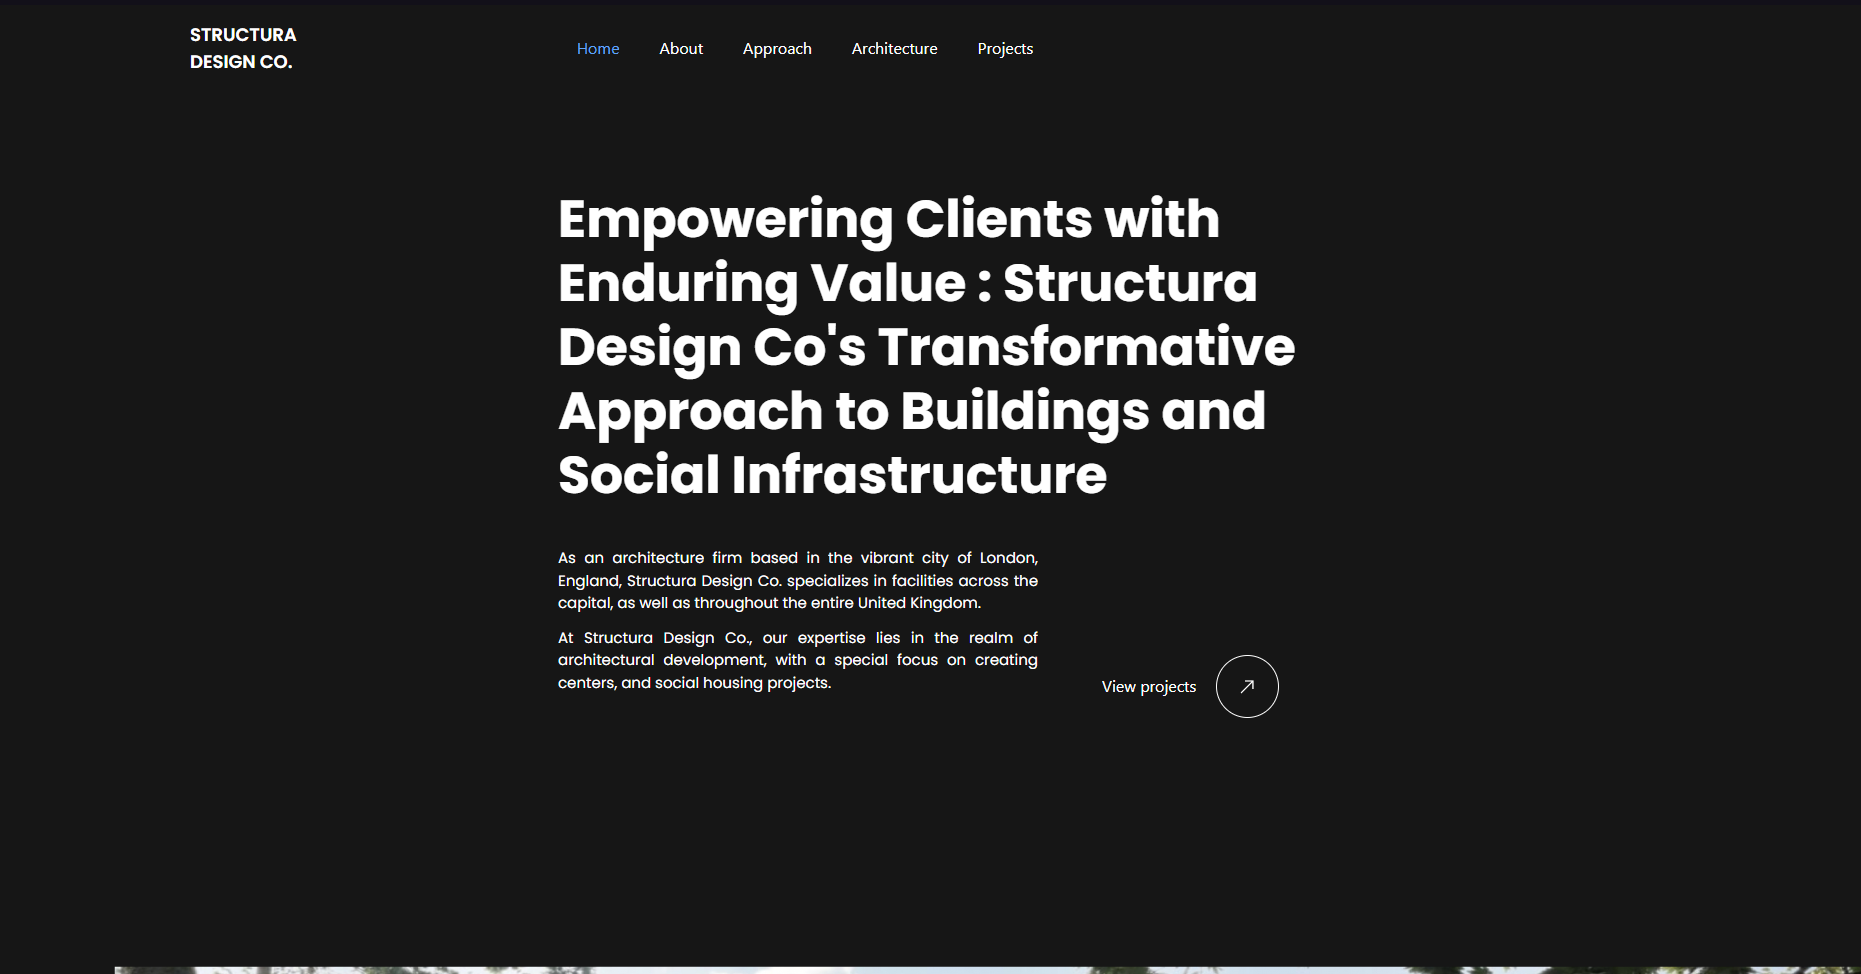 STRUCTURA
DESIGN CO.
Home About Approach Architecture Projects
Empowering Clients with
Enduring Value : Structura
Design Co's Transformative
Approach to Buildings and
Social Infrastructure
As an architecture firm based in the vibrant city of London,
England, Structura Design Co. specializes in facilities across the
capital, as well as throughout the entire United Kingdom.
At Structura Design Co., our expertise lies in the realm of
architectural development, with a special focus on creating
centers, and social housing projects.
View projects